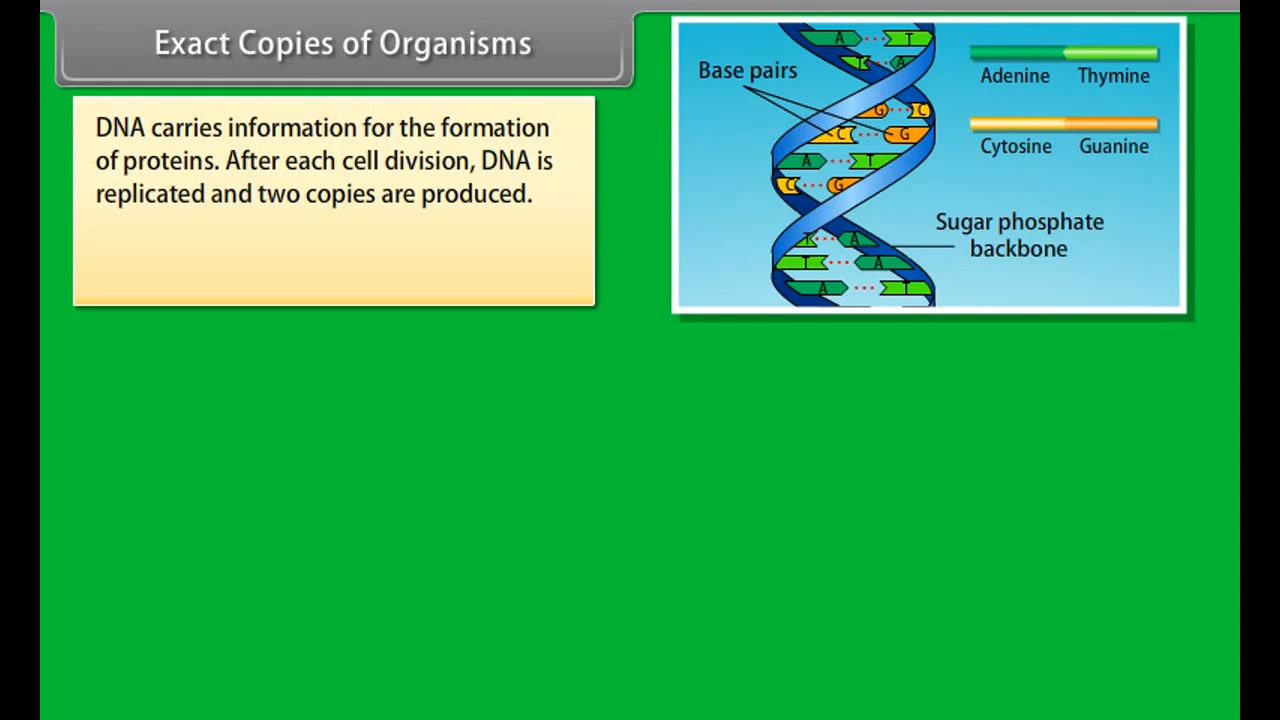 Exact Copies of Organisms
DNA carries information for the formation
of proteins. After each cell division, DNA is
replicated and two copies are produced.
Base pairs
A T
T A
G C
C G
A T
C G
T A
T A
A T
Adenine Thymine
Cytosine Guanine
Sugar phosphate
backbone